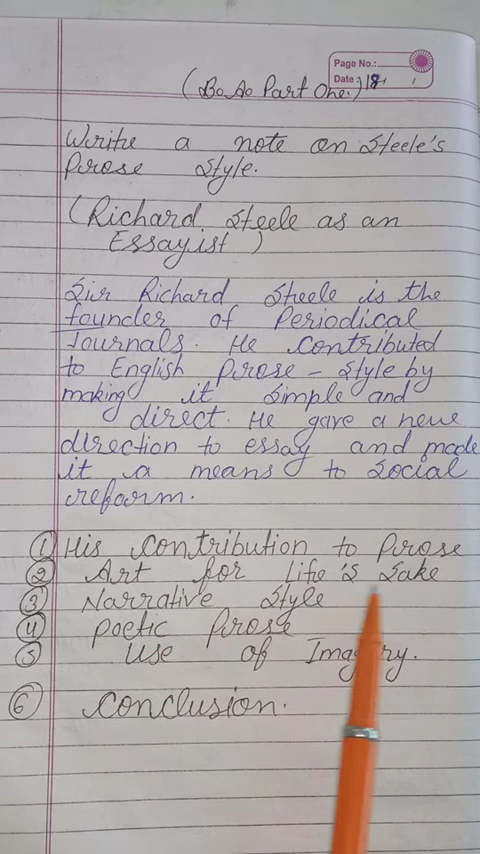 Page No.:
Date : 18
(B.A. Part One.)
Write a note on Steele's
Prose Style.
(Richard Steele as an
Essayist)
Sir Richard Steele is the
founder of Periodical
Journals. He contributed
to English prose - style by
making it simple and
direct. He gave a new
direction to essay and made
it a means to social
reform.
① His contribution to Prose
② Art for Life's Sake
③ Narrative Style
④ Poetic Prose
⑤ Use of Imagery.
⑥ Conclusion.